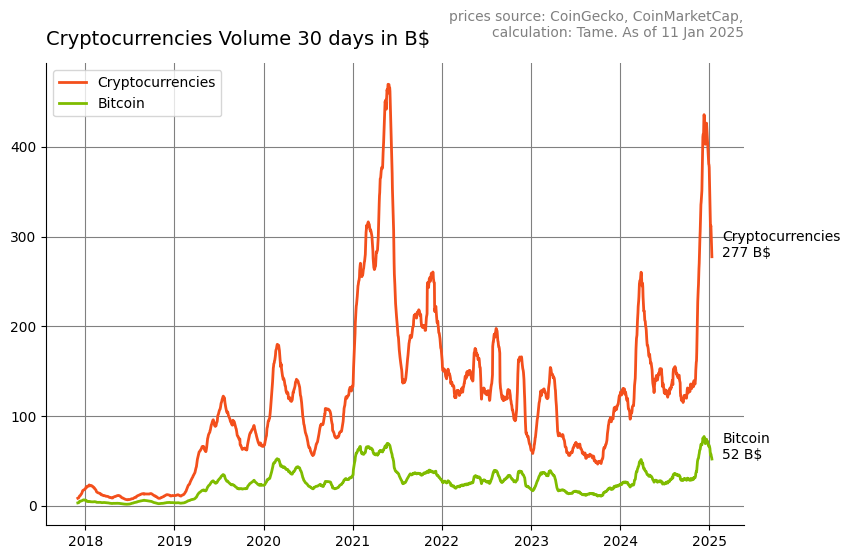 prices source: CoinGecko, CoinMarketCap,
calculation: Tame. As of 11 Jan 2025
Cryptocurrencies Volume 30 days in B$
Cryptocurrencies
Bitcoin
400
300
200
100
0
Cryptocurrencies
277 B$
Bitcoin
52 B$
2018 2019 2020 2021 2022 2023 2024 2025